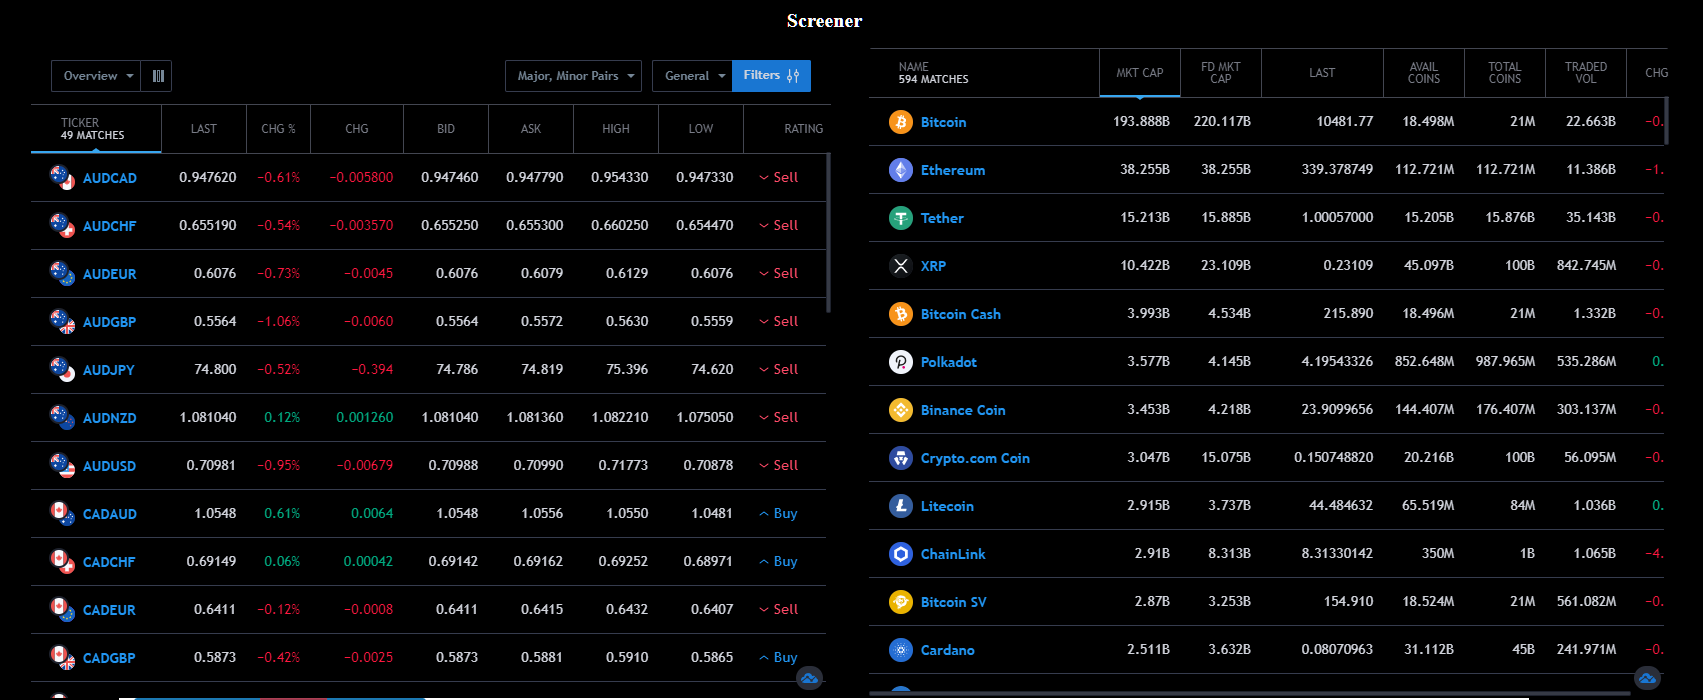 Screener
Overview
Major, Minor Pairs
General
Filters
TICKER
49 MATCHES
LAST CHG % CHG BID ASK HIGH LOW RATING
AUDCAD 0.947620 −0.61% −0.005800 0.947460 0.947790 0.954330 0.947330 Sell
AUDCHF 0.655190 −0.54% −0.003570 0.655250 0.655300 0.660250 0.654470 Sell
AUDEUR 0.6076 −0.73% −0.0045 0.6076 0.6079 0.6129 0.6076 Sell
AUDGBP 0.5564 −1.06% −0.0060 0.5564 0.5572 0.5630 0.5559 Sell
AUDJPY 74.800 −0.52% −0.394 74.786 74.819 75.396 74.620 Sell
AUDNZD 1.081040 0.12% 0.001260 1.081040 1.081360 1.082210 1.075050 Sell
AUDUSD 0.70981 −0.95% −0.00679 0.70988 0.70990 0.71773 0.70878 Sell
CADAUD 1.0548 0.61% 0.0064 1.0548 1.0556 1.0550 1.0481 Buy
CADCHF 0.69149 0.06% 0.00042 0.69142 0.69162 0.69252 0.68971 Buy
CADEUR 0.6411 −0.12% −0.0008 0.6411 0.6415 0.6432 0.6407 Sell
CADGBP 0.5873 −0.42% −0.0025 0.5873 0.5881 0.5910 0.5865 Buy
NAME
594 MATCHES
MKT CAP
FD MKT
CAP
LAST
AVAIL
COINS
TOTAL
COINS
TRADED
VOL
CHG
Bitcoin 193.888B 220.117B 10481.77 18.498M 21M 22.663B −0.
Ethereum 38.255B 38.255B 339.378749 112.721M 112.721M 11.386B −1.
Tether 15.213B 15.885B 1.00057000 15.205B 15.876B 35.143B −0.
XRP 10.422B 23.109B 0.23109 45.097B 100B 842.745M −0.
Bitcoin Cash 3.993B 4.534B 215.890 18.496M 21M 1.332B −0.
Polkadot 3.577B 4.145B 4.19543326 852.648M 987.965M 535.286M 0.
Binance Coin 3.453B 4.218B 23.9099656 144.407M 176.407M 303.137M −0.
Crypto.com Coin 3.047B 15.075B 0.150748820 20.216B 100B 56.095M −0.
Litecoin 2.915B 3.737B 44.484632 65.519M 84M 1.036B 0.
ChainLink 2.91B 8.313B 8.31330142 350M 1B 1.065B −4.
Bitcoin SV 2.87B 3.253B 154.910 18.524M 21M 561.082M −0.
Cardano 2.511B 3.632B 0.08070963 31.112B 45B 241.971M −0.